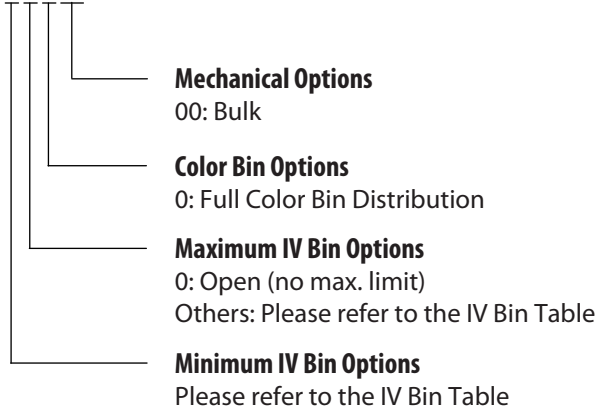 Mechanical Options
00: Bulk
Color Bin Options
0: Full Color Bin Distribution
Maximum IV Bin Options
0: Open (no max. limit)
Others: Please refer to the IV Bin Table
Minimum IV Bin Options
Please refer to the IV Bin Table